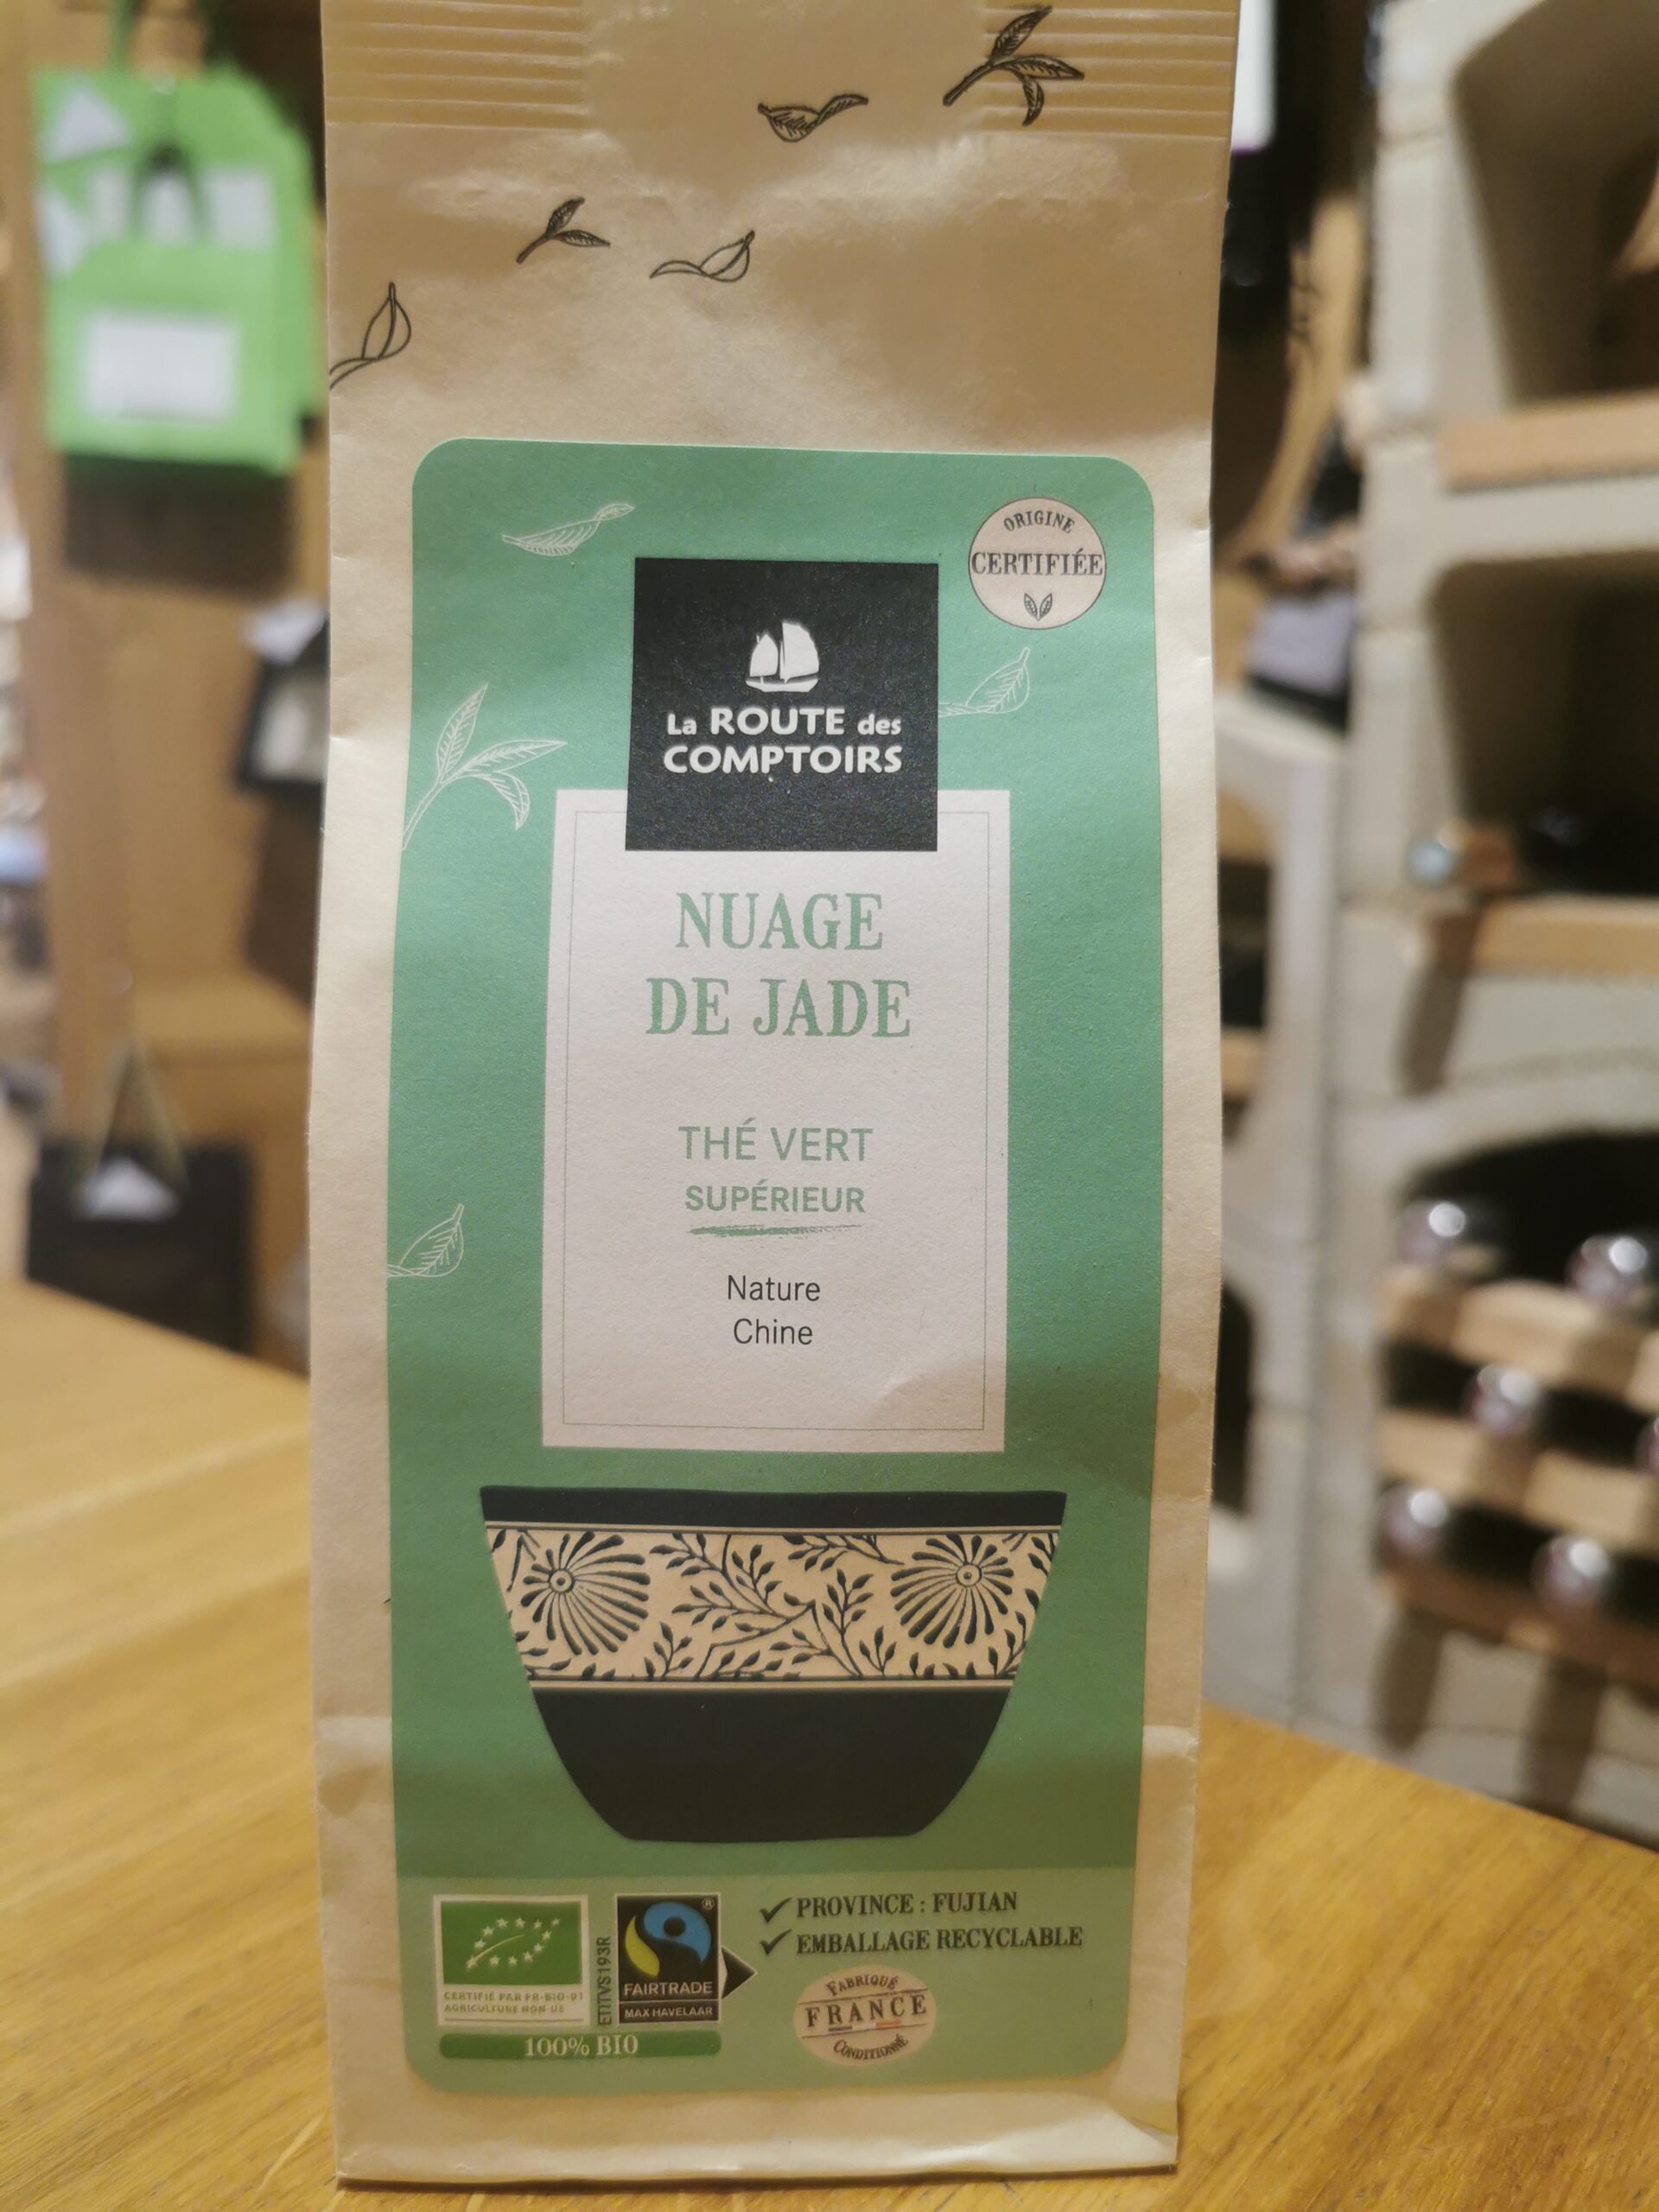 ORIGINE
CERTIFIÉE
La ROUTE des
COMPTOIRS
NUAGE
DE JADE
THÉ VERT
SUPÉRIEUR
Nature
Chine
CERTIFIÉ PAR FR-BIO-01
AGRICULTURE NON-UE
ETITVS193R
®
FAIRTRADE
MAX HAVELAAR
100% BIO
PROVINCE : FUJIAN
EMBALLAGE RECYCLABLE
FABRIQUÉ
FRANCE
CONDITIONNÉ